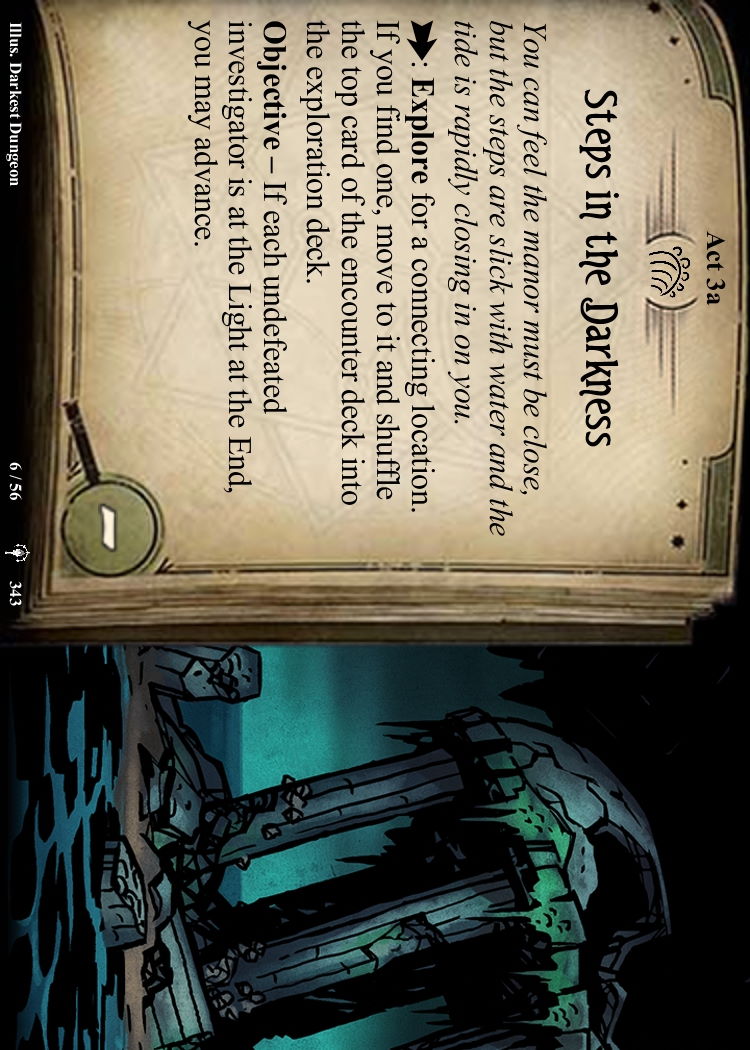 Act 3a
Steps in the Darkness
You can feel the manor must be close,
but the steps are slick with water and the
tide is rapidly closing in on you.
: Explore for a connecting location.
If you find one, move to it and shuffle
the top card of the encounter deck into
the exploration deck.
Objective – If each undefeated
investigator is at the Light at the End,
you may advance.
–
Illus. Darkest Dungeon
6 / 56
343